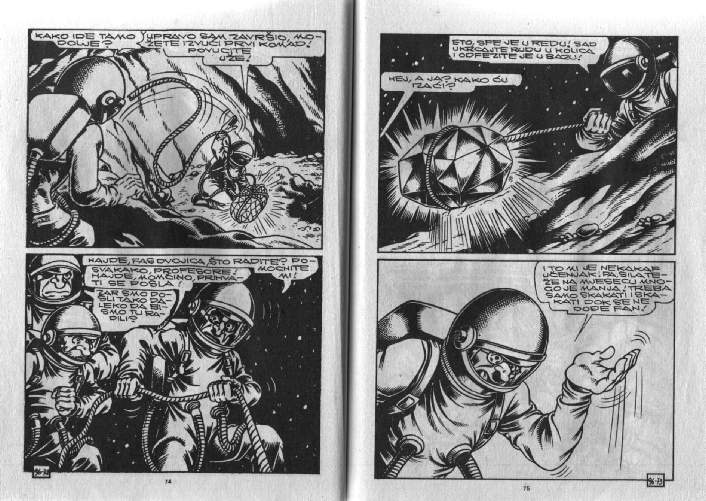 KAKO IDE TAMO
DOLJE?
UPRAVO SAM ZAVRŠIO, MO-
ŽETE IZVUĆI PRVI KOMAD!
POVUCITE
UŽE!
HAJDE, VAS DVOJICA, ŠTO RADITE? PO-
MOGNITE
MI!
SVAKAKO, PROFESORE!
HAJDE, MOMČINO, PRIHVA-
TI SE POSLA!
ZAR SMO DO-
ŠLI TAKO DA-
LEKO DA BI-
SMO TU RA-
DILI?
96-78
74
ETO, SVE JE U REDU! SAD
UKRCAJTE RUDU U KOLICA
I ODVEZITE JE U BAZU!
HEJ, A JA? KAKO ĆU
IZAĆI?
I TO MI JE NEKAKAV
UČENJAK! PA, SILA TE-
ŽE NA MJESECU MNO-
GO JE MANJA! TREBA
SAMO SKAKATI I SKA-
KATI DOK SE NE
DOĐE VAN!
75